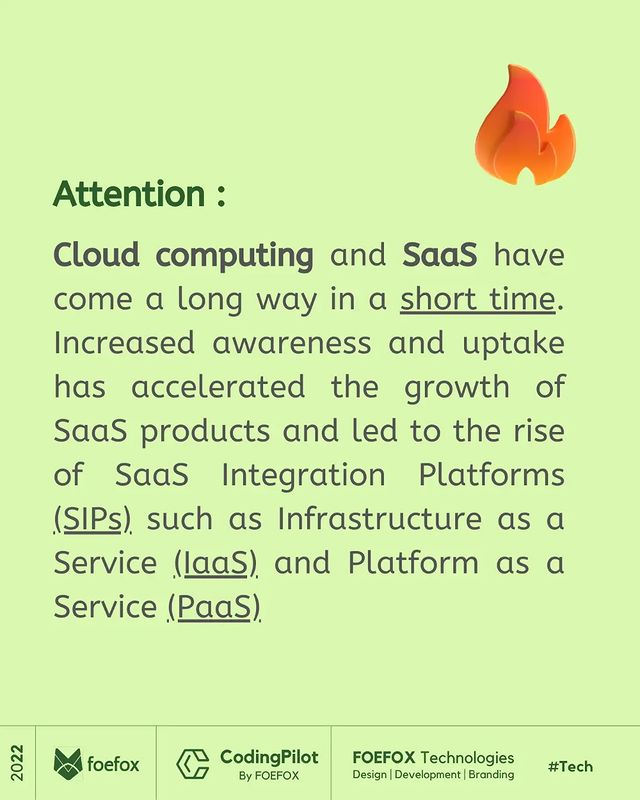 Attention :
Cloud computing and SaaS have
come a long way in a short time.
Increased awareness and uptake
has accelerated the growth of
SaaS products and led to the rise
of SaaS Integration Platforms
(SIPs) such as Infrastructure as a
Service (IaaS) and Platform as a
Service (PaaS)
2022
foefox
CodingPilot
By FOEFOX
FOEFOX Technologies
Design | Development | Branding
#Tech